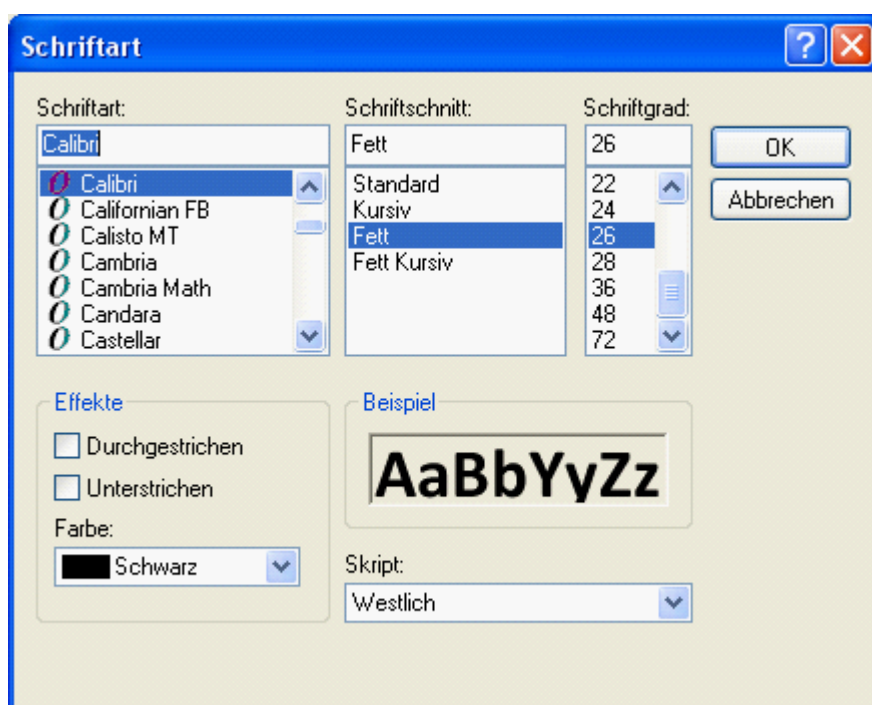 Schriftart
Schriftart:
Schriftschnitt:
Schriftgrad:
Calibri
Fett
26
OK
Abbrechen
Calibri
Californian FB
Calisto MT
Cambria
Cambria Math
Candara
Castellar
Standard
Kursiv
Fett
Fett Kursiv
22
24
26
28
36
48
72
Effekte
Durchgestrichen
Unterstrichen
Farbe:
Schwarz
Beispiel
AaBbYyZz
Skript:
Westlich